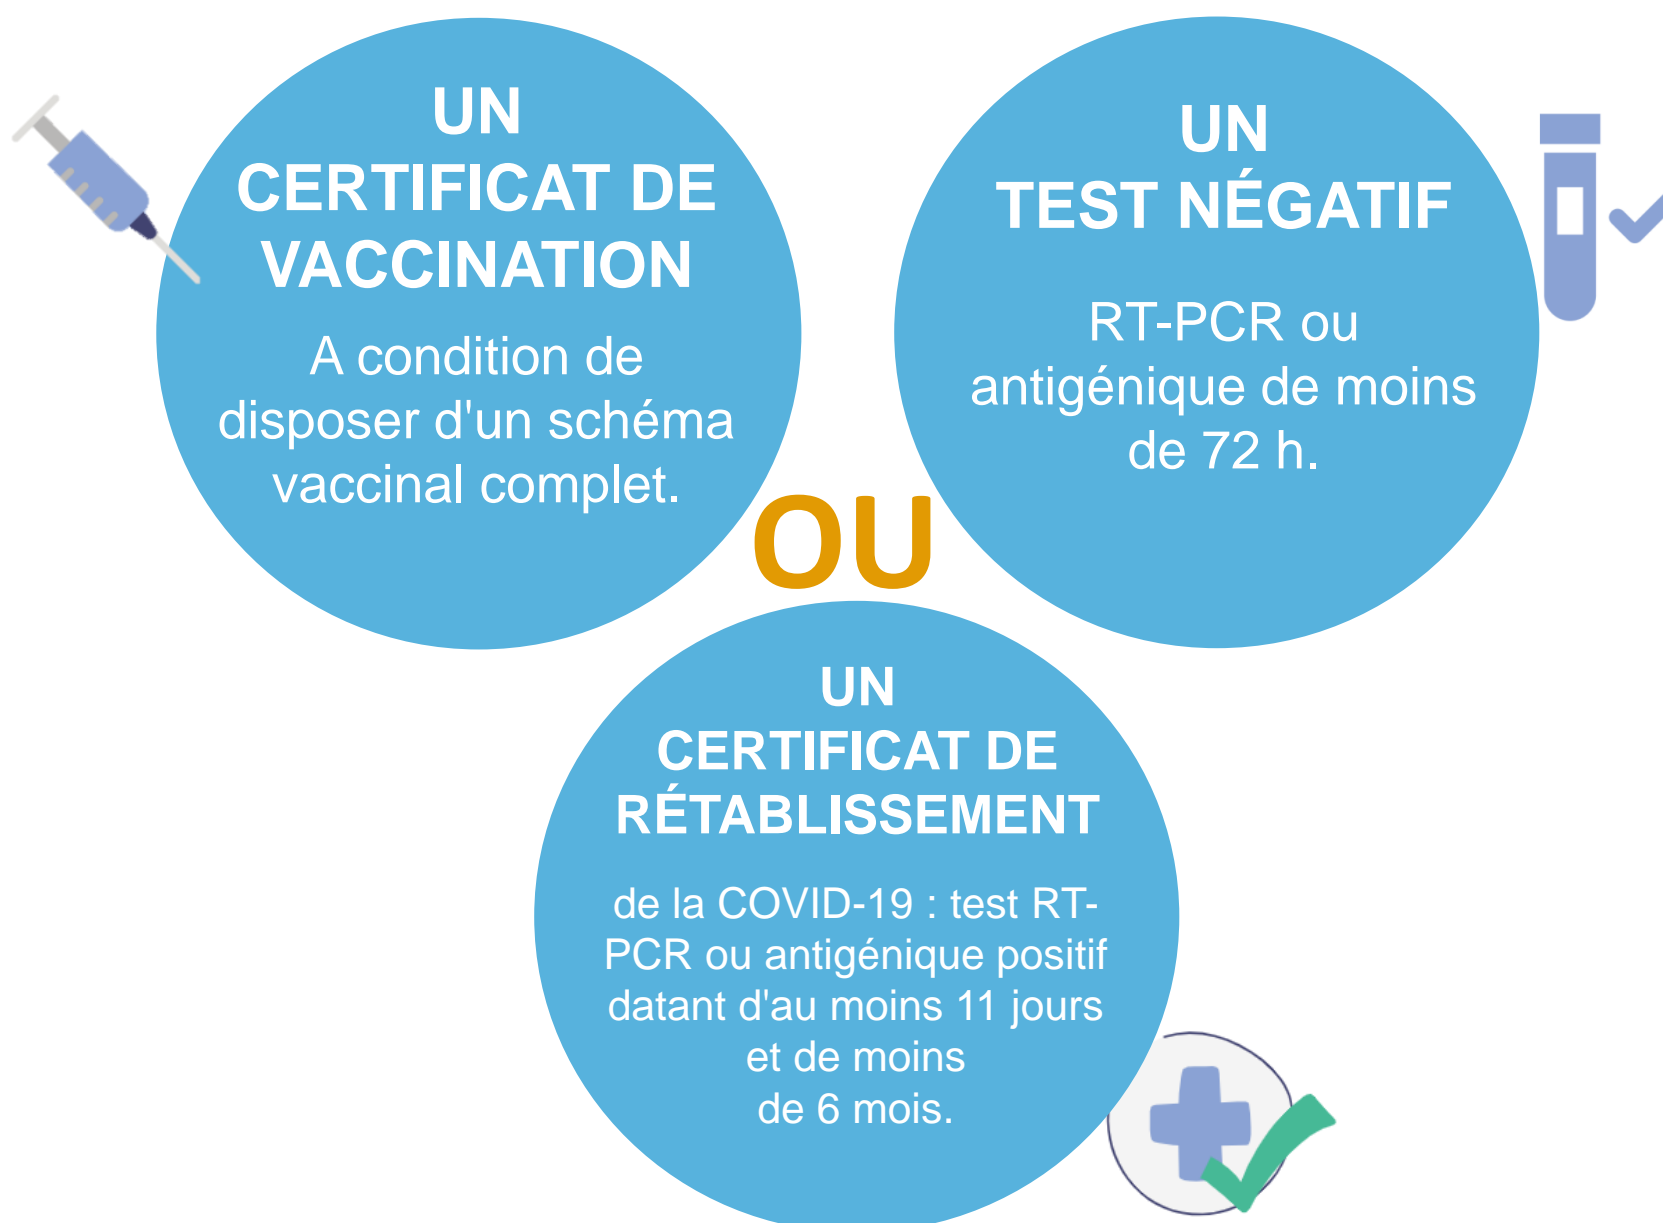 UN
CERTIFICAT DE
VACCINATION
A condition de
disposer d'un schéma
vaccinal complet.
UN
TEST NÉGATIF
RT-PCR ou
antigénique de moins
de 72 h.
OU
UN
CERTIFICAT DE
RÉTABLISSEMENT
de la COVID-19 : test RT-
PCR ou antigénique positif
datant d'au moins 11 jours
et de moins
de 6 mois.